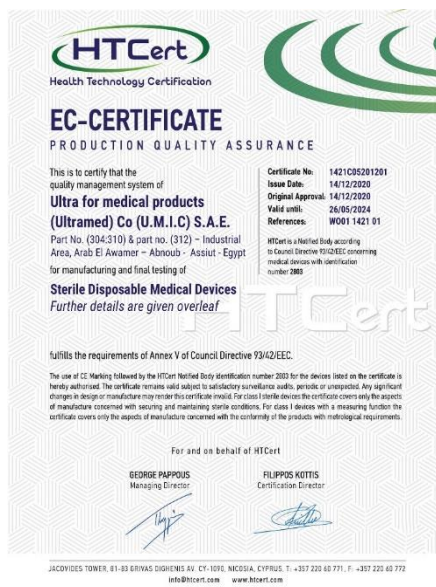 HTCert
Health Technology Certification
EC-CERTIFICATE
PRODUCTION QUALITY ASSURANCE
This is to certify that the
quality management system of
Ultra for medical products
(Ultramed) Co (U.M.I.C) S.A.E.
Part No. (304:310) & part no. (312) – Industrial
Area, Arab El Awamer – Abnoub - Assiut - Egypt
for manufacturing and final testing of
Sterile Disposable Medical Devices
Further details are given overleaf
Certificate No: 1421C05201201
Issue Date: 14/12/2020
Original Approval: 14/12/2020
Valid until: 26/05/2024
References: WO01 1421 01
HTCert is a Notified Body according
to Council Directive 93/42/EEC concerning
medical devices with identification
number 2803
HTCert
fulfills the requirements of Annex V of Council Directive 93/42/EEC.
The use of CE Marking followed by the HTCert Notified Body identification number 2803 for the devices listed on the certificate is
hereby authorised. The certificate remains valid subject to satisfactory surveillance audits, periodic or unexpected. Any significant
changes in design or manufacture may render this certificate invalid. For class I sterile devices the certificate covers only the aspects
of manufacture concerned with securing and maintaining sterile conditions. For class I devices with a measuring function the
certificate covers only the aspects of manufacture concerned with the conformity of the products with metrological requirements.
For and on behalf of HTCert
GEORGE PAPPOUS
Managing Director
FILIPPOS KOTTIS
Certification Director
JACOVIDES TOWER, 81-83 GRIVAS DIGHENIS AV. CY-1090, NICOSIA, CYPRUS, T: +357 220 60 771, F: +357 220 60 772
info@htcert.com www.htcert.com